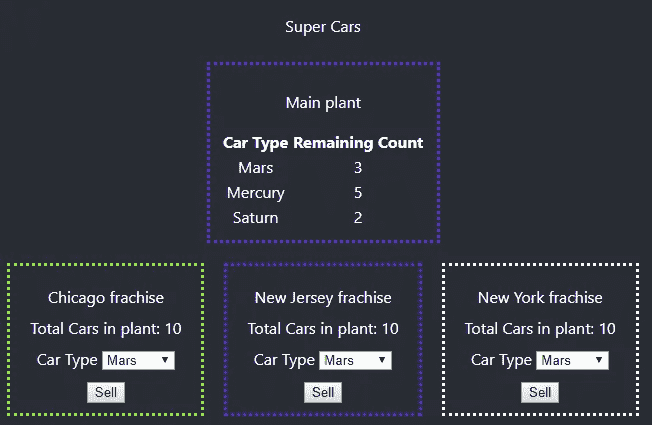 Super Cars
Main plant
Car Type Remaining Count
Mars 3
Mercury 5
Saturn 2
Chicago frachise
Total Cars in plant: 10
Car Type Mars
Sell
New Jersey frachise
Total Cars in plant: 10
Car Type Mars
Sell
New York frachise
Total Cars in plant: 10
Car Type Mars
Sell